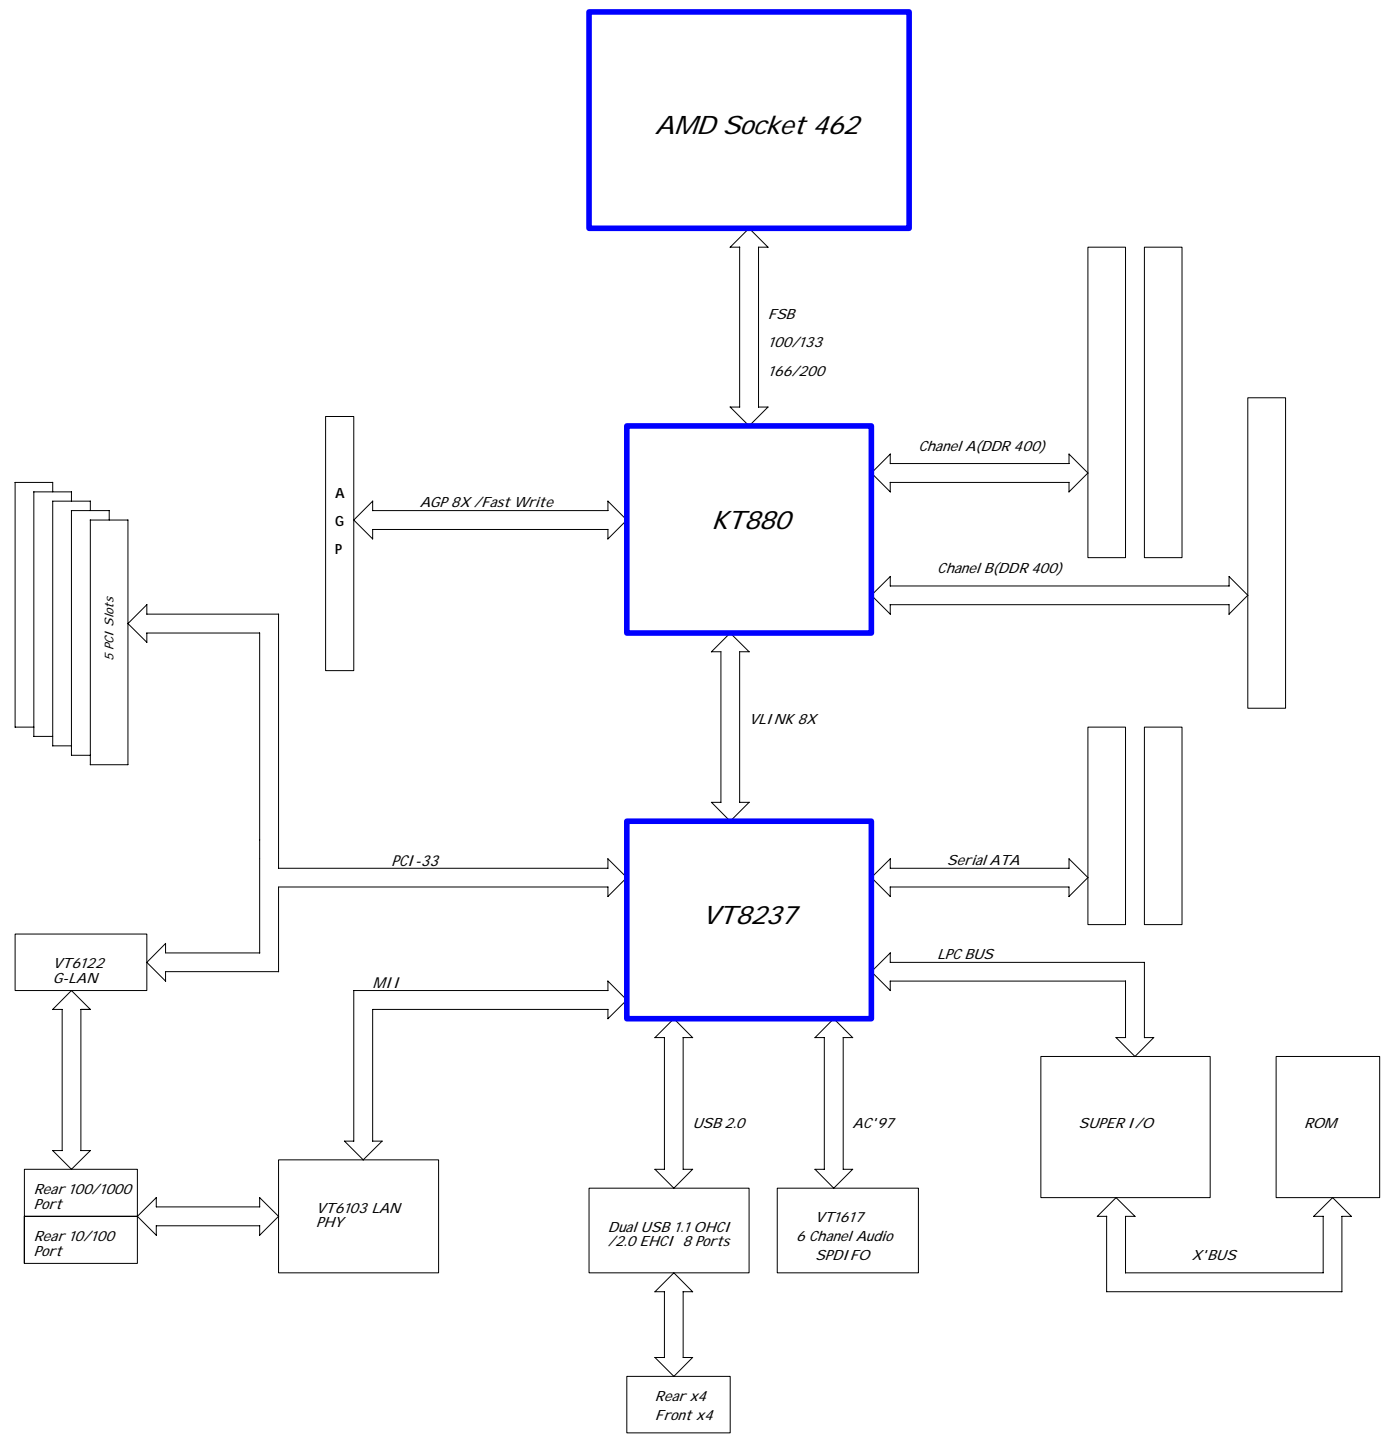 AMD Socket 462
FSB
100/133
166/200
Chanel A(DDR 400)
A
G
P
AGP 8X /Fast Write
KT880
Chanel B(DDR 400)
5 PCI Slots
VLINK 8X
PCI-33
Serial ATA
VT8237
LPC BUS
VT6122
G-LAN
MII
USB 2.0
AC'97
SUPER I/O
ROM
Rear 100/1000
Port
Rear 10/100
Port
VT6103 LAN
PHY
Dual USB 1.1 OHCI
/2.0 EHCI 8 Ports
VT1617
6 Chanel Audio
SPDIFO
X'BUS
Rear x4
Front x4